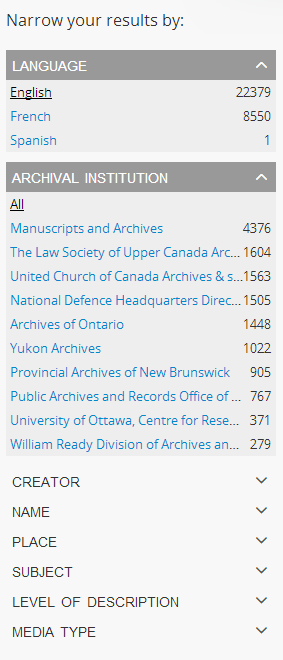 Narrow your results by:
LANGUAGE
English 22379
French 8550
Spanish 1
ARCHIVAL INSTITUTION
All
Manuscripts and Archives 4376
The Law Society of Upper Canada Arc... 1604
United Church of Canada Archives & s... 1563
National Defence Headquarters Direc... 1505
Archives of Ontario 1448
Yukon Archives 1022
Provincial Archives of New Brunswick 905
Public Archives and Records Office of ... 767
University of Ottawa, Centre for Rese... 371
William Ready Division of Archives an... 279
CREATOR
NAME
PLACE
SUBJECT
LEVEL OF DESCRIPTION
MEDIA TYPE